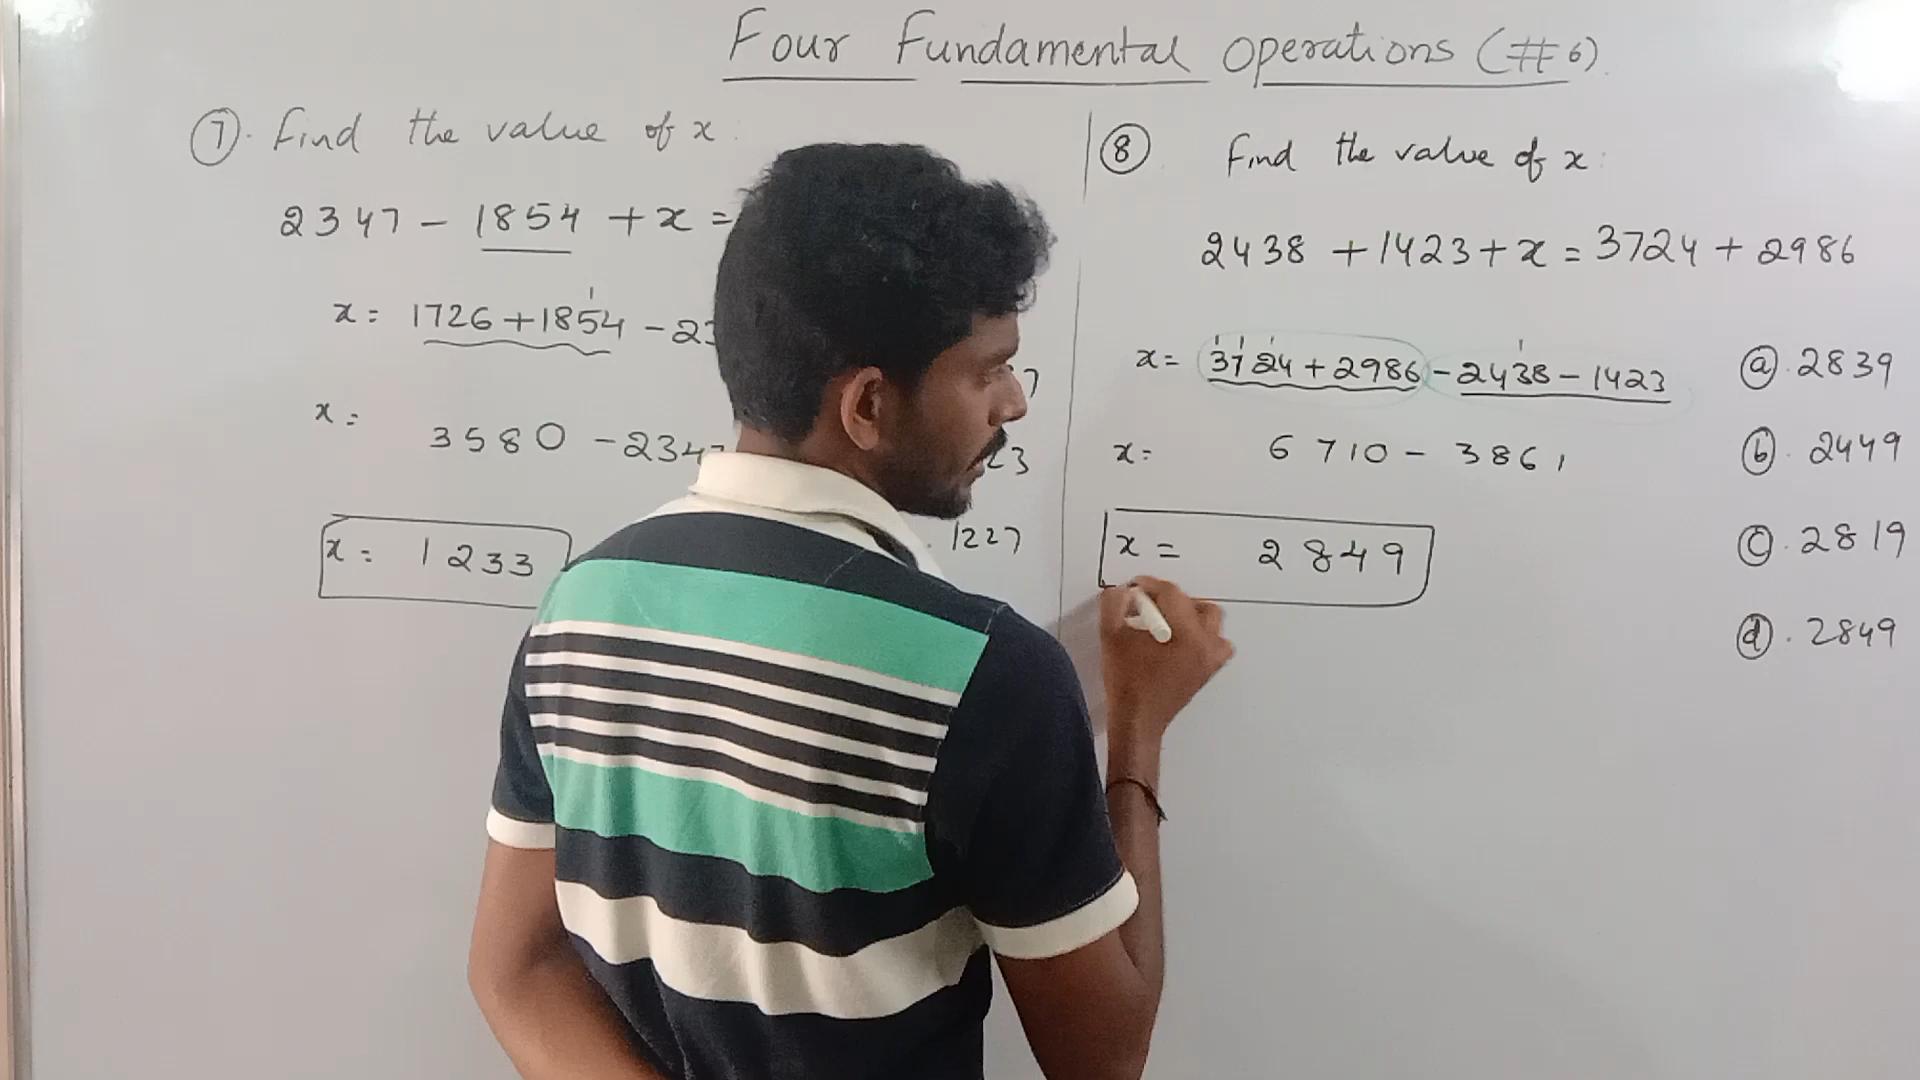 Four Fundamental Operations (#6).
7. Find the value of x:
2347 - 1854 + x =
x = 1726 + 1854 - 23
x =
3580 - 234
x = 1233
7
23
1227
8 Find the value of x:
2438 + 1423 + x = 3724 + 2986
x = 3724 + 2986 - 2438 - 1423
x = 6710 - 3861
x = 2849
a. 2839
b. 2449
c. 2819
d. 2849